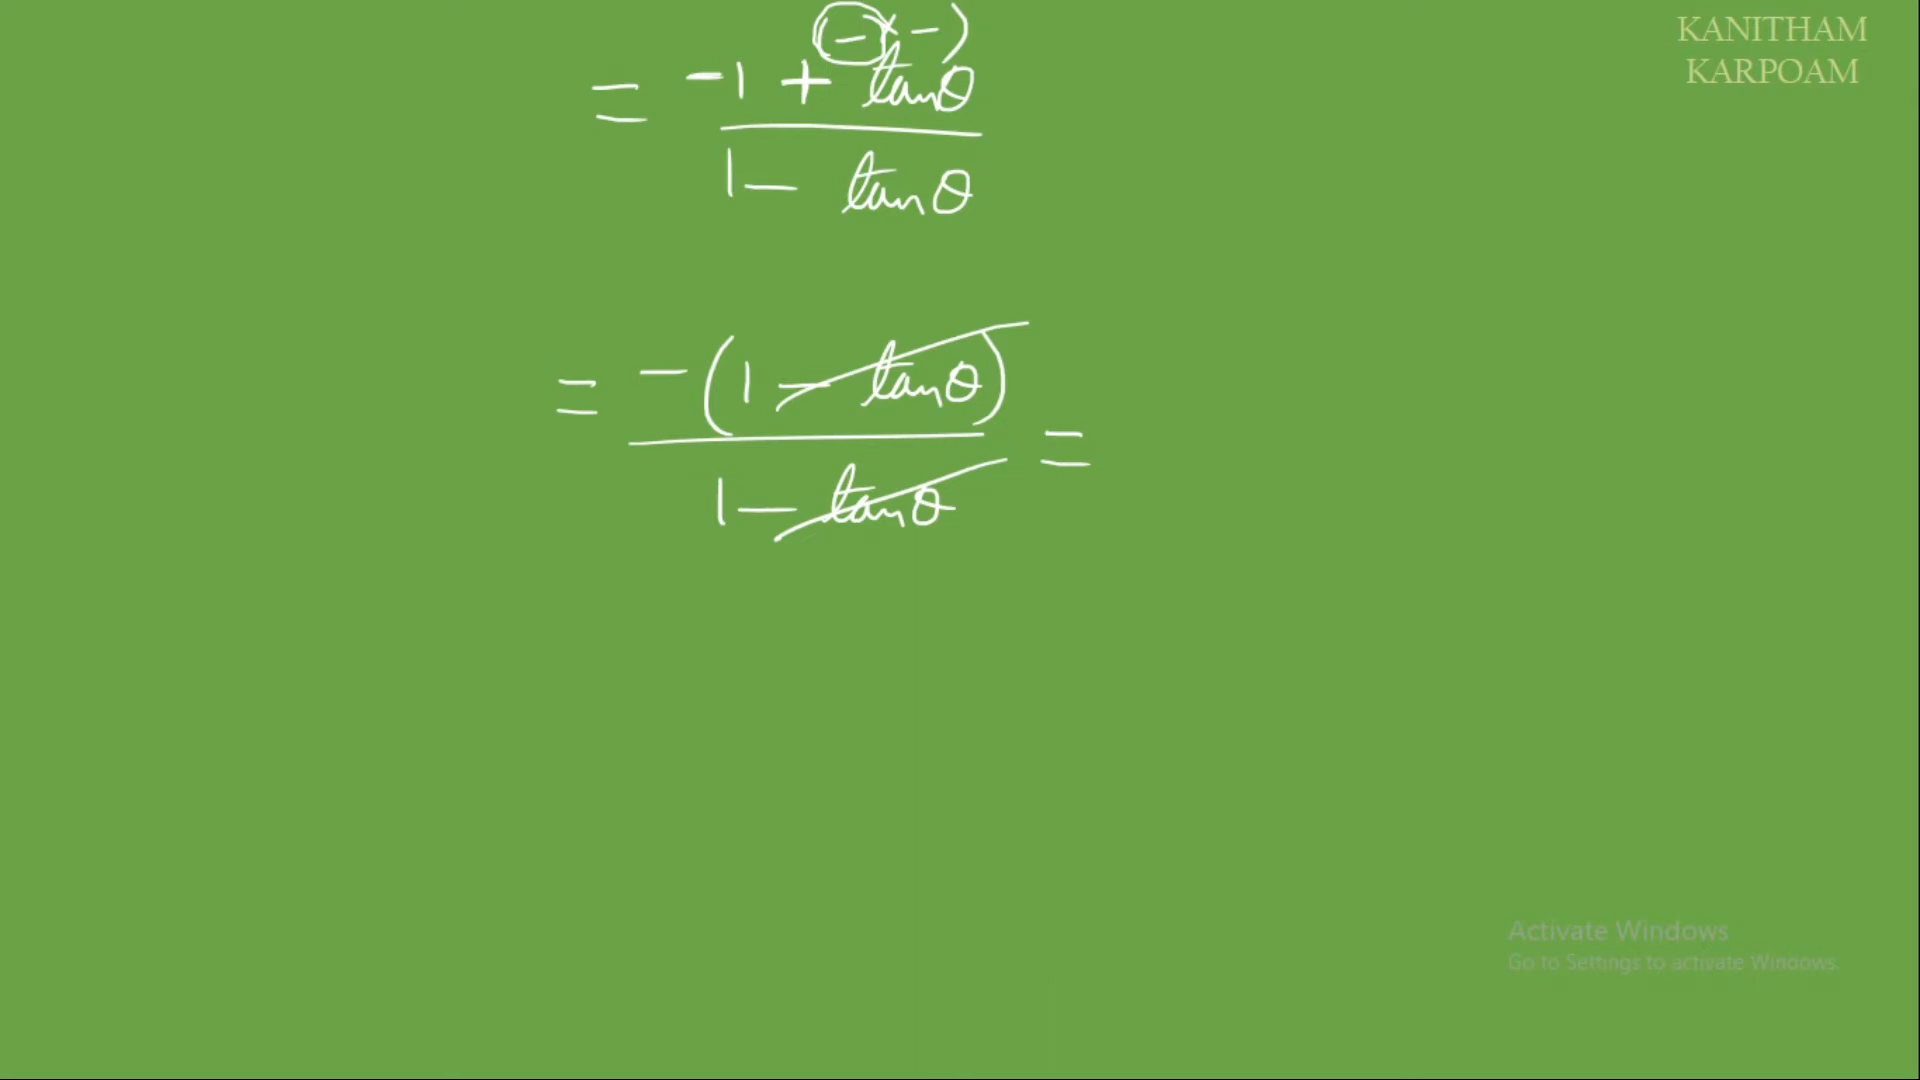 KANITHAM
KARPOAM
(-×-)
= -1 + tanθ
1 - tanθ
= -(1 - tanθ)
1 - tanθ
=
Activate Windows
Go to Settings to activate Windows.